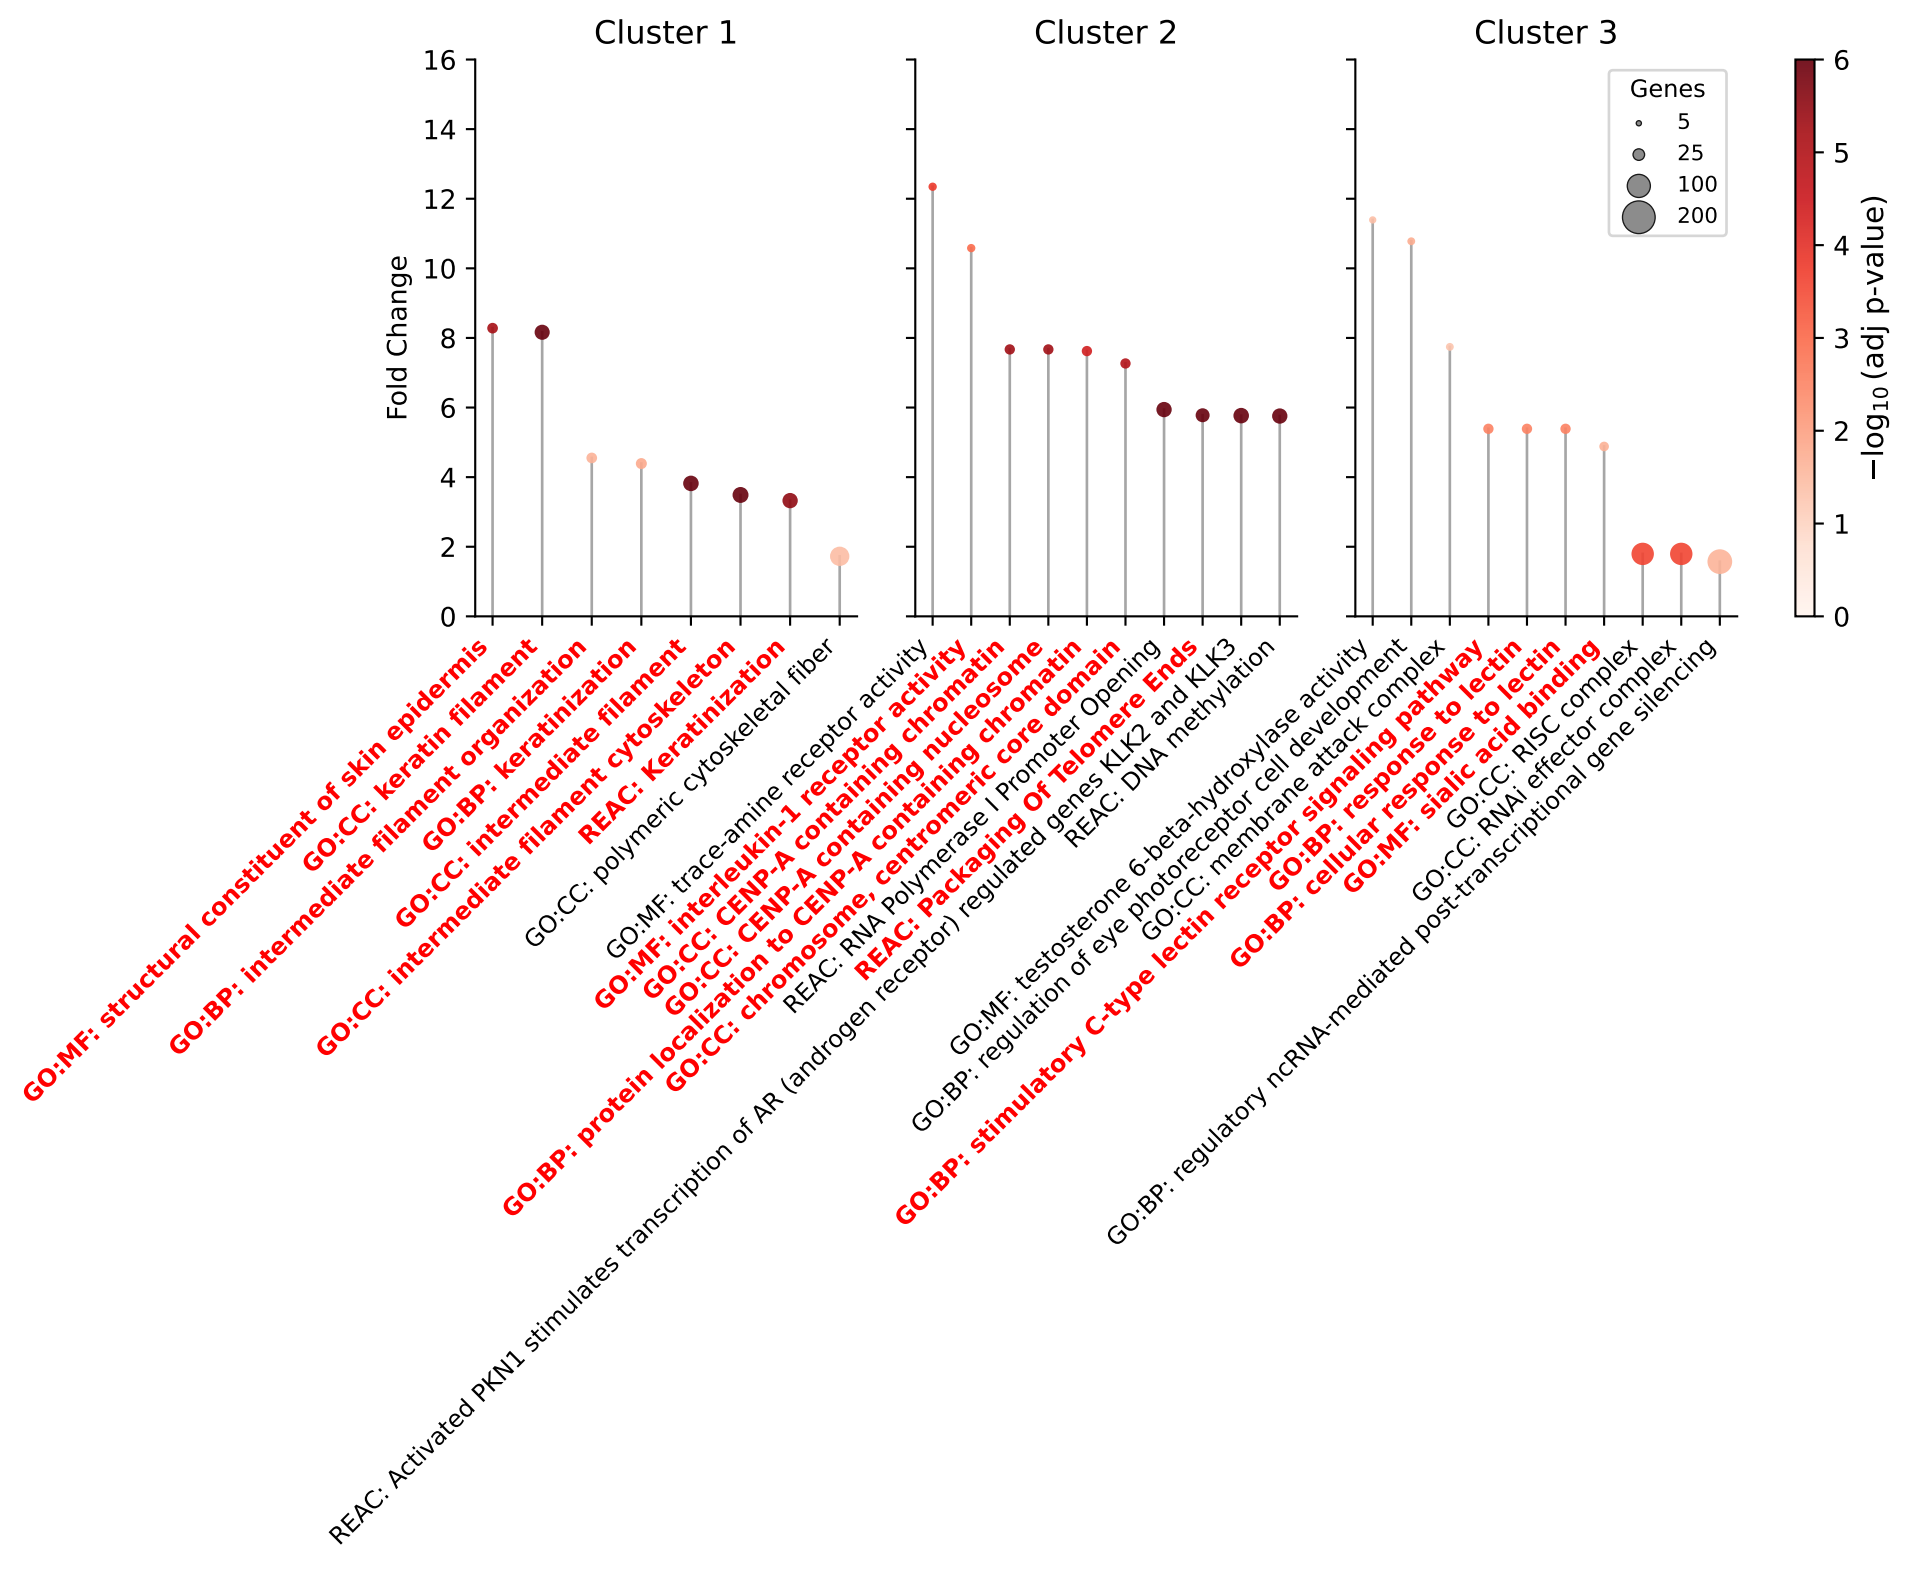 Cluster 1
Cluster 2
Cluster 3
Fold Change
16
14
12
10
8
6
4
2
0
Genes
5
25
100
200
6
5
4
3
2
1
0
−log10 (adj p-value)
GO:MF: structural constituent of skin epidermis
GO:CC: keratin filament
GO:BP: intermediate filament organization
GO:BP: keratinization
GO:CC: intermediate filament
GO:CC: intermediate filament cytoskeleton
REAC: Keratinization
GO:CC: polymeric cytoskeletal fiber
GO:MF: trace-amine receptor activity
GO:MF: interleukin-1 receptor activity
GO:CC: CENP-A containing chromatin
GO:CC: CENP-A containing nucleosome
GO:BP: protein localization to CENP-A containing chromatin
GO:CC: chromosome, centromeric core domain
REAC: RNA Polymerase I Promoter Opening
REAC: Packaging Of Telomere Ends
REAC: Activated PKN1 stimulates transcription of AR (androgen receptor) regulated genes KLK2 and KLK3
REAC: DNA methylation
GO:MF: testosterone 6-beta-hydroxylase activity
GO:BP: regulation of eye photoreceptor cell development
GO:CC: membrane attack complex
GO:BP: stimulatory C-type lectin receptor signaling pathway
GO:BP: response to lectin
GO:BP: cellular response to lectin
GO:MF: sialic acid binding
GO:CC: RISC complex
GO:CC: RNAi effector complex
GO:BP: regulatory ncRNA-mediated post-transcriptional gene silencing